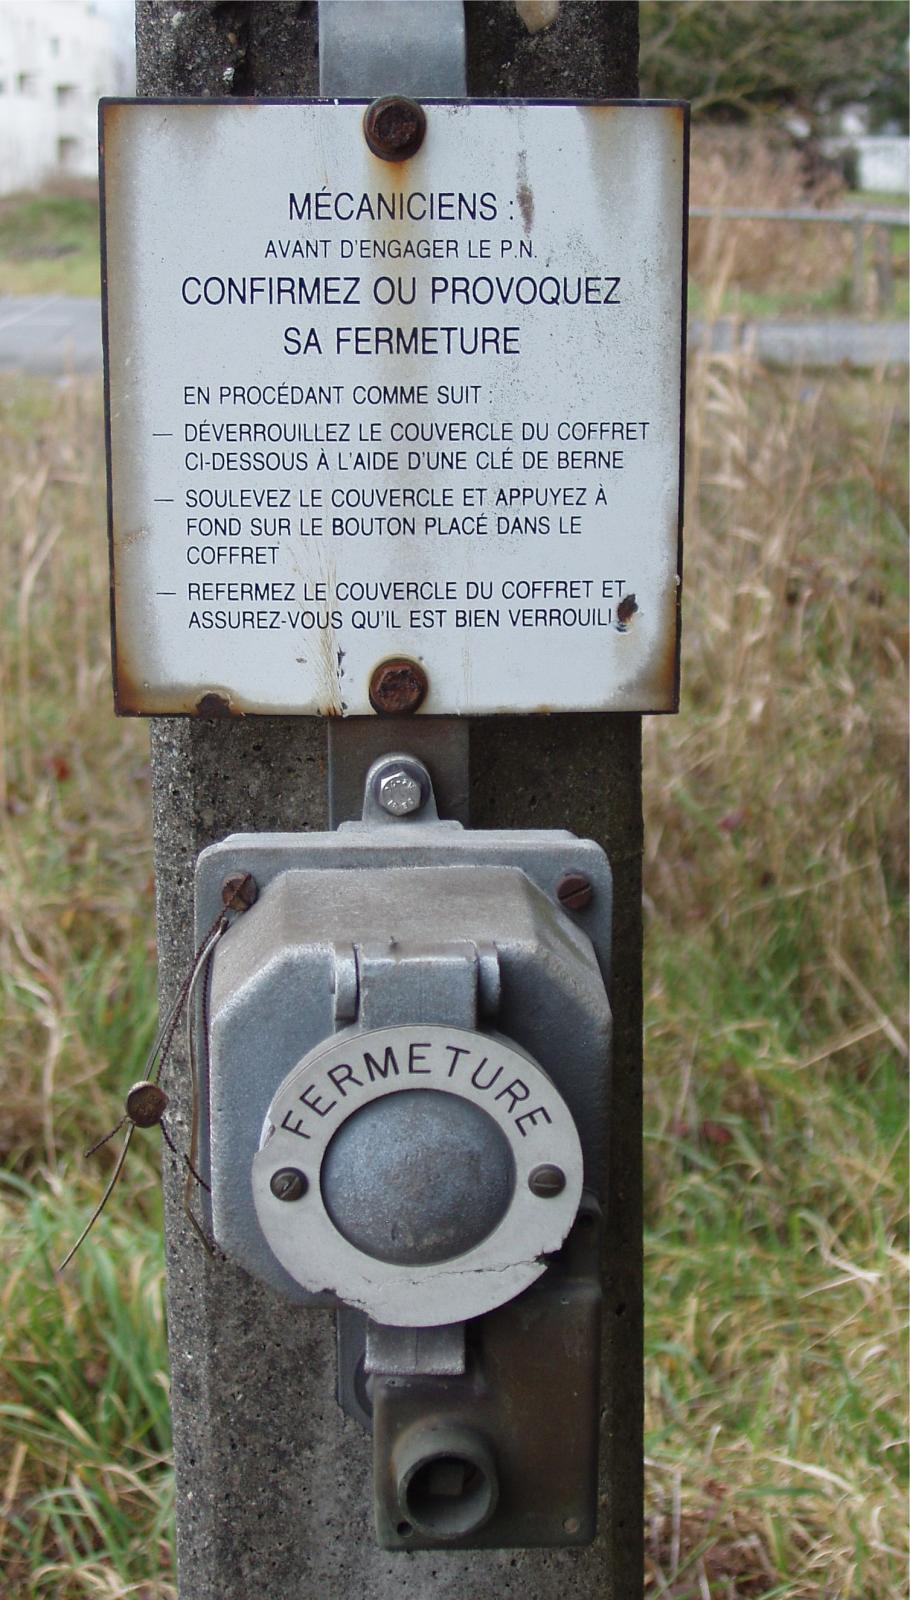 MÉCANICIENS :
AVANT D'ENGAGER LE P.N.
CONFIRMEZ OU PROVOQUEZ
SA FERMETURE
EN PROCÉDANT COMME SUIT :
— DÉVERROUILLEZ LE COUVERCLE DU COFFRET
CI-DESSOUS À L'AIDE D'UNE CLÉ DE BERNE
— SOULEVEZ LE COUVERCLE ET APPUYEZ À
FOND SUR LE BOUTON PLACÉ DANS LE
COFFRET
— REFERMEZ LE COUVERCLE DU COFFRET ET
ASSUREZ-VOUS QU'IL EST BIEN VERROUILL
FERMETURE